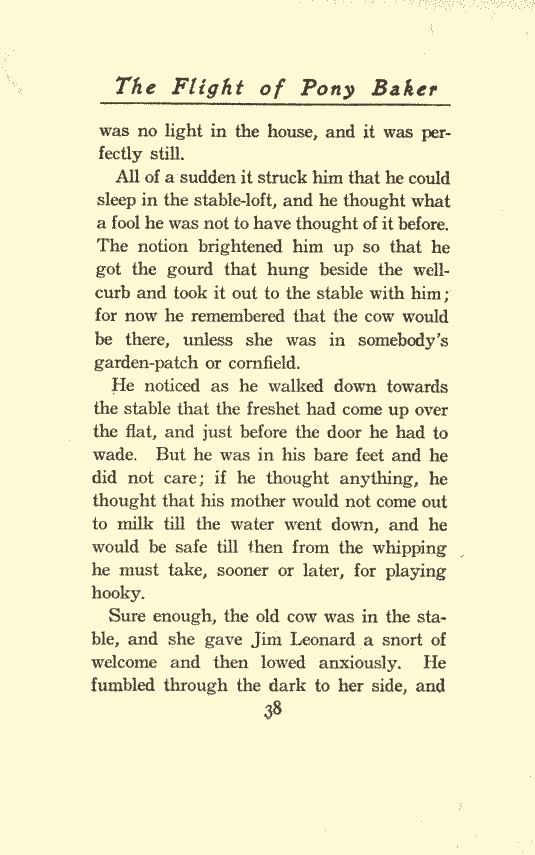 The Flight of Pony Baker
was no light in the house, and it was per-
fectly still.
All of a sudden it struck him that he could
sleep in the stable-loft, and he thought what
a fool he was not to have thought of it before.
The notion brightened him up so that he
got the gourd that hung beside the well-
curb and took it out to the stable with him;
for now he remembered that the cow would
be there, unless she was in somebody's
garden-patch or cornfield.
He noticed as he walked down towards
the stable that the freshet had come up over
the flat, and just before the door he had to
wade. But he was in his bare feet and he
did not care; if he thought anything, he
thought that his mother would not come out
to milk till the water went down, and he
would be safe till then from the whipping
he must take, sooner or later, for playing
hooky.
Sure enough, the old cow was in the sta-
ble, and she gave Jim Leonard a snort of
welcome and then lowed anxiously. He
fumbled through the dark to her side, and
38